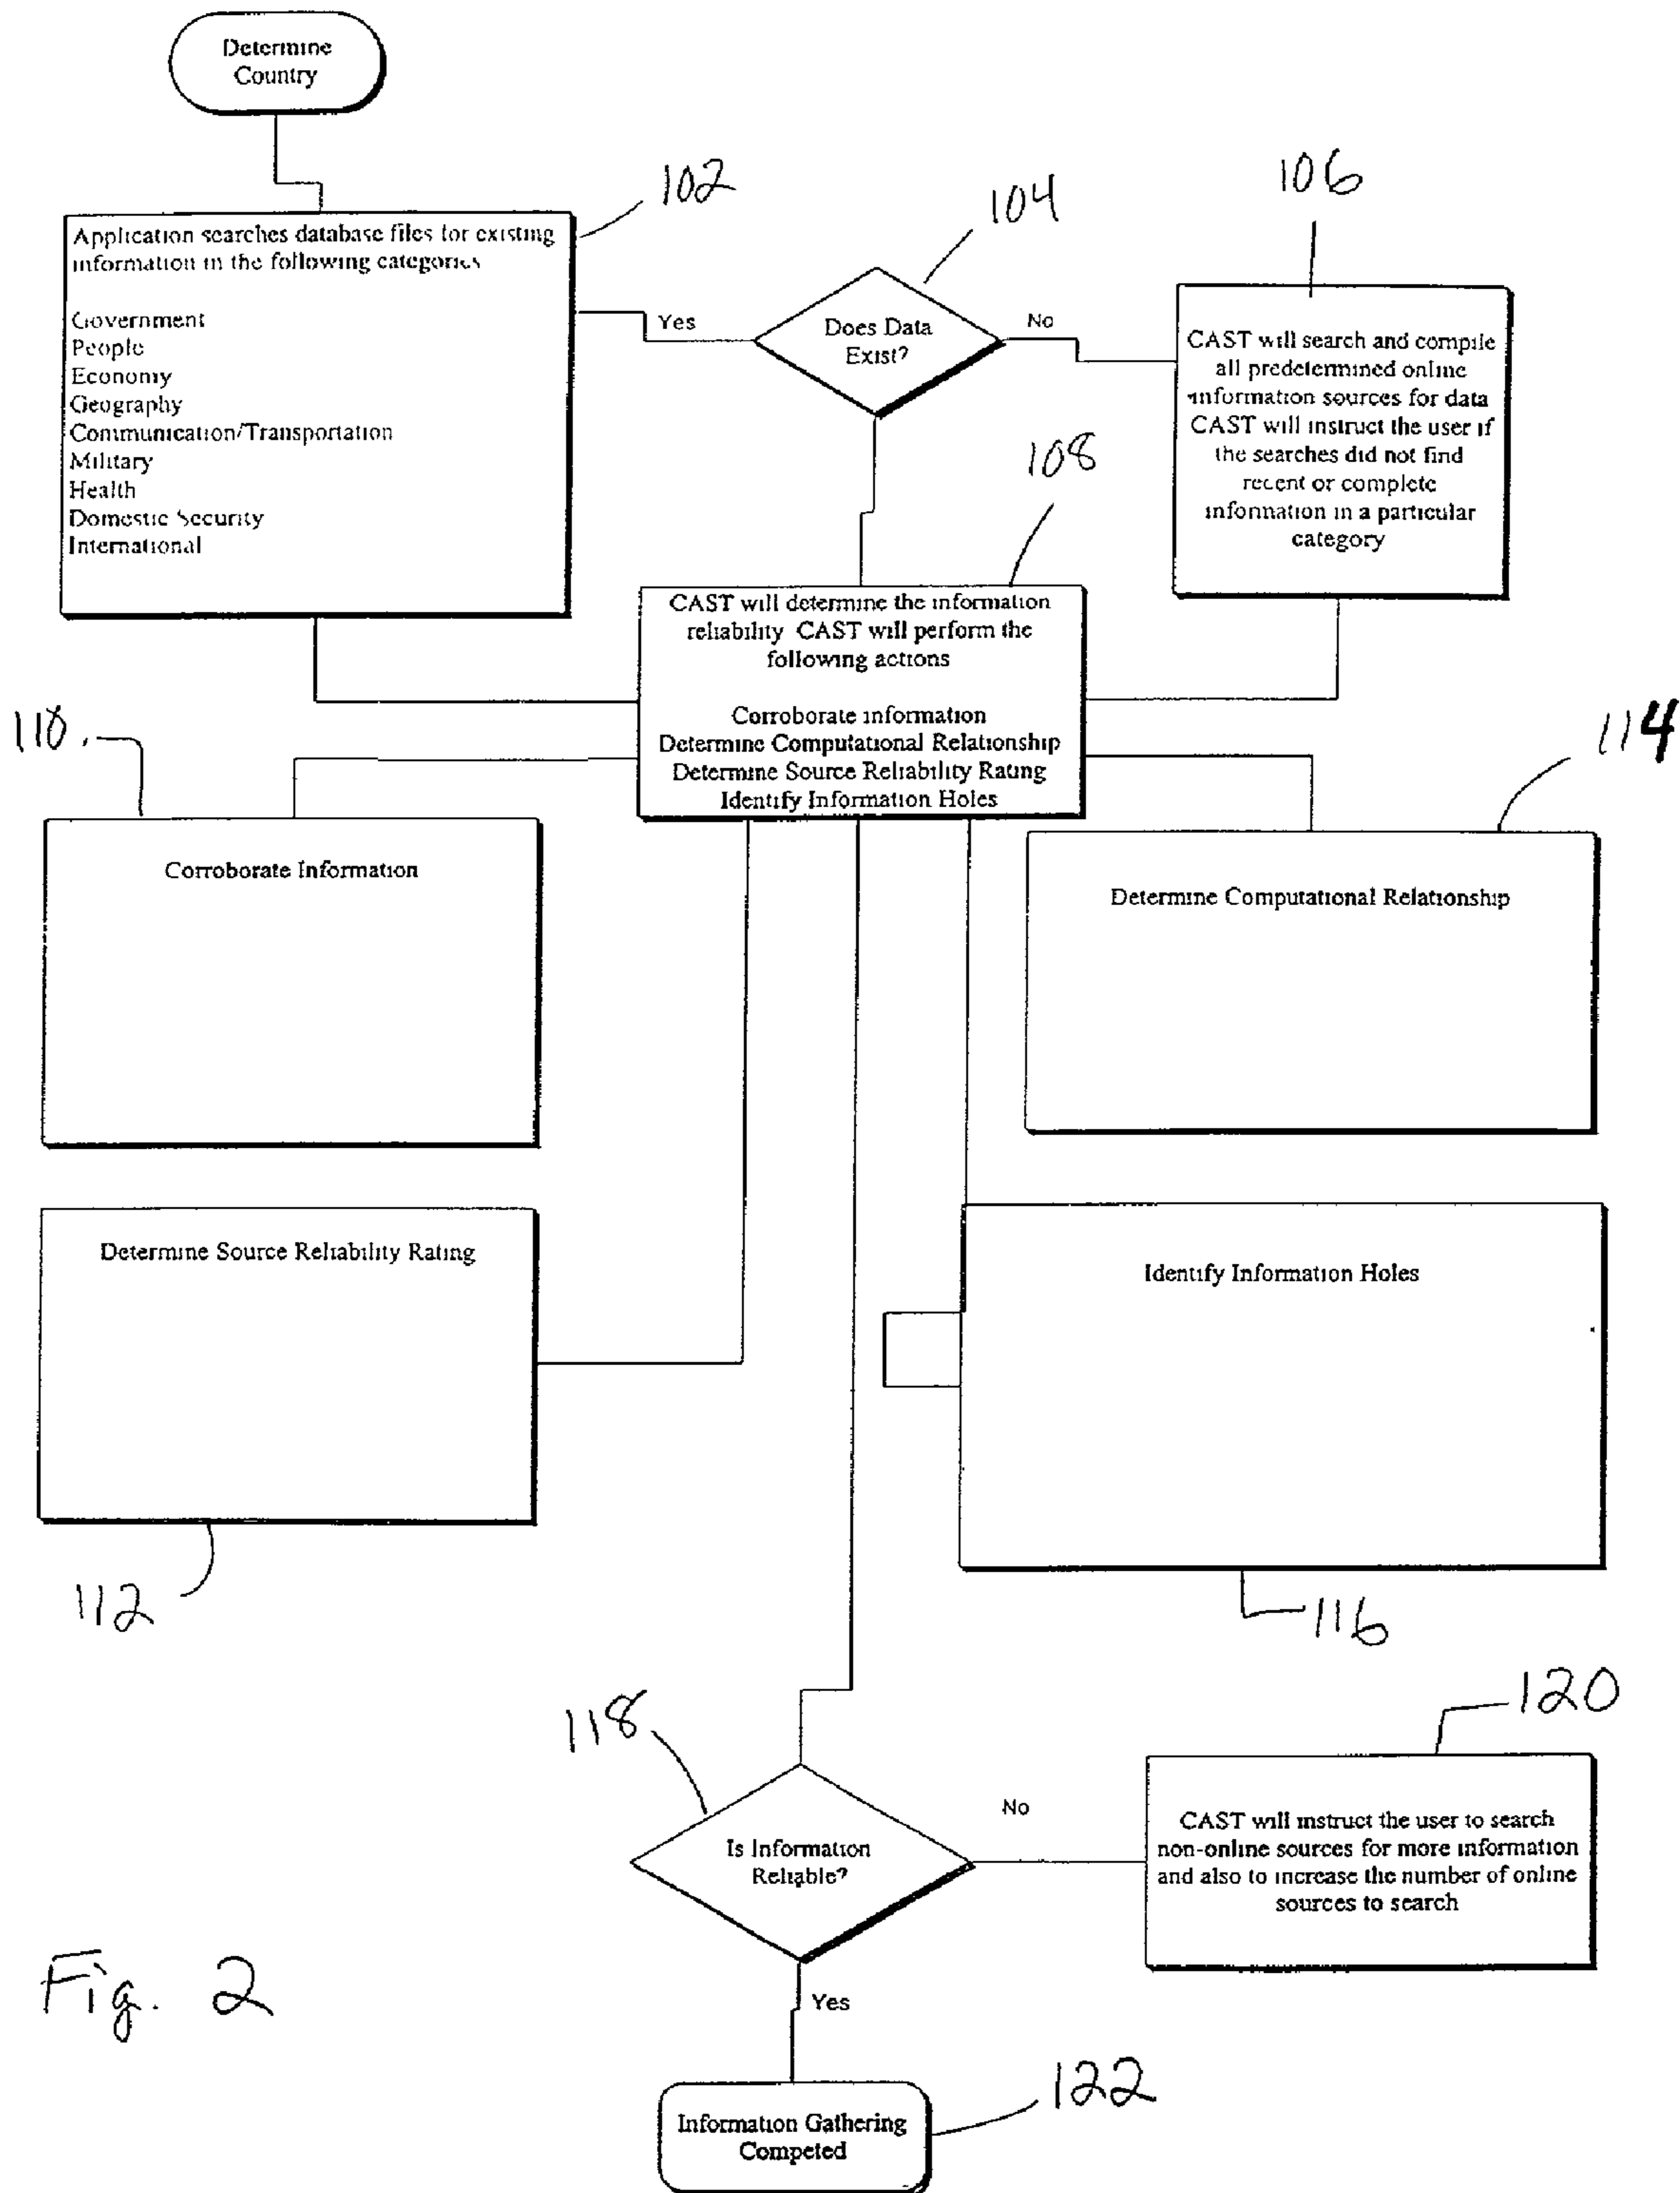 Determine
Country
102
104
106
Application searches database files for existing
information in the following categories
Government
People
Economy
Geography
Communication/Transportation
Military
Health
Domestic Security
International
Yes
Does Data
Exist?
No
CAST will search and compile
all predetermined online
information sources for data
CAST will instruct the user if
the searches did not find
recent or complete
information in a particular
category
108
CAST will determine the information
reliability CAST will perform the
following actions
Corroborate information
Determine Computational Relationship
Determine Source Reliability Rating
Identify Information Holes
110
114
Corroborate Information
Determine Computational Relationship
Determine Source Reliability Rating
Identify Information Holes
112
116
118
120
Is Information
Reliable?
No
CAST will instruct the user to search
non-online sources for more information
and also to increase the number of online
sources to search
Yes
Fig. 2
122
Information Gathering
Competed